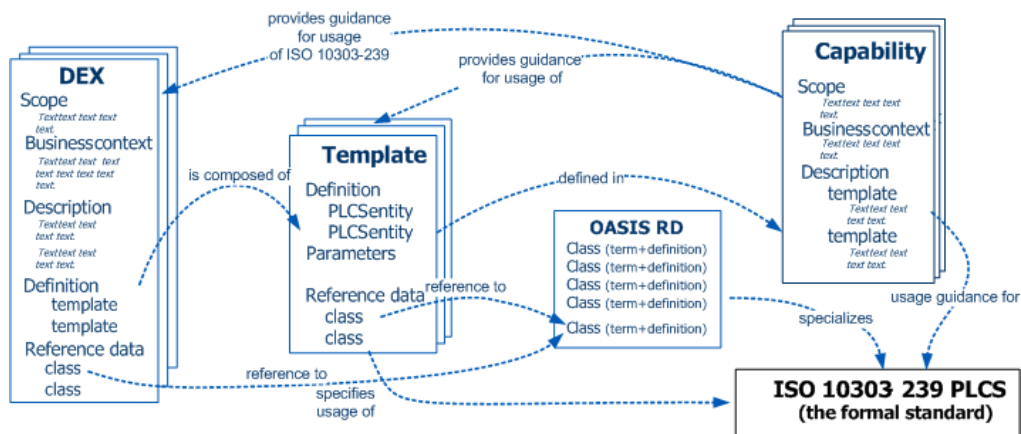 provides guidance
for usage
of ISO 10303-239
DEX
Scope
Texttext text text
text.
Businesscontext
Texttext text text
text text text text
text.
Description
Texttext text
text text.
Texttext text
text text.
Definition
template
template
Reference data
class
class
is composed of
provides guidance
for usage of
Template
Definition
PLCSentity
PLCSentity
Parameters
Reference data
class
class
reference to
reference to
specifies
usage of
defined in
OASIS RD
Class (term+definition)
Class (term+definition)
Class (term+definition)
Class (term+definition)
Class (term+definition)
specializes
Capability
Scope
Texttext text text
text.
Businesscontext
Texttext text text
text.
Description
template
Texttext text
text text.
template
Texttext text
text text.
usage guidance for
ISO 10303 239 PLCS
(the formal standard)